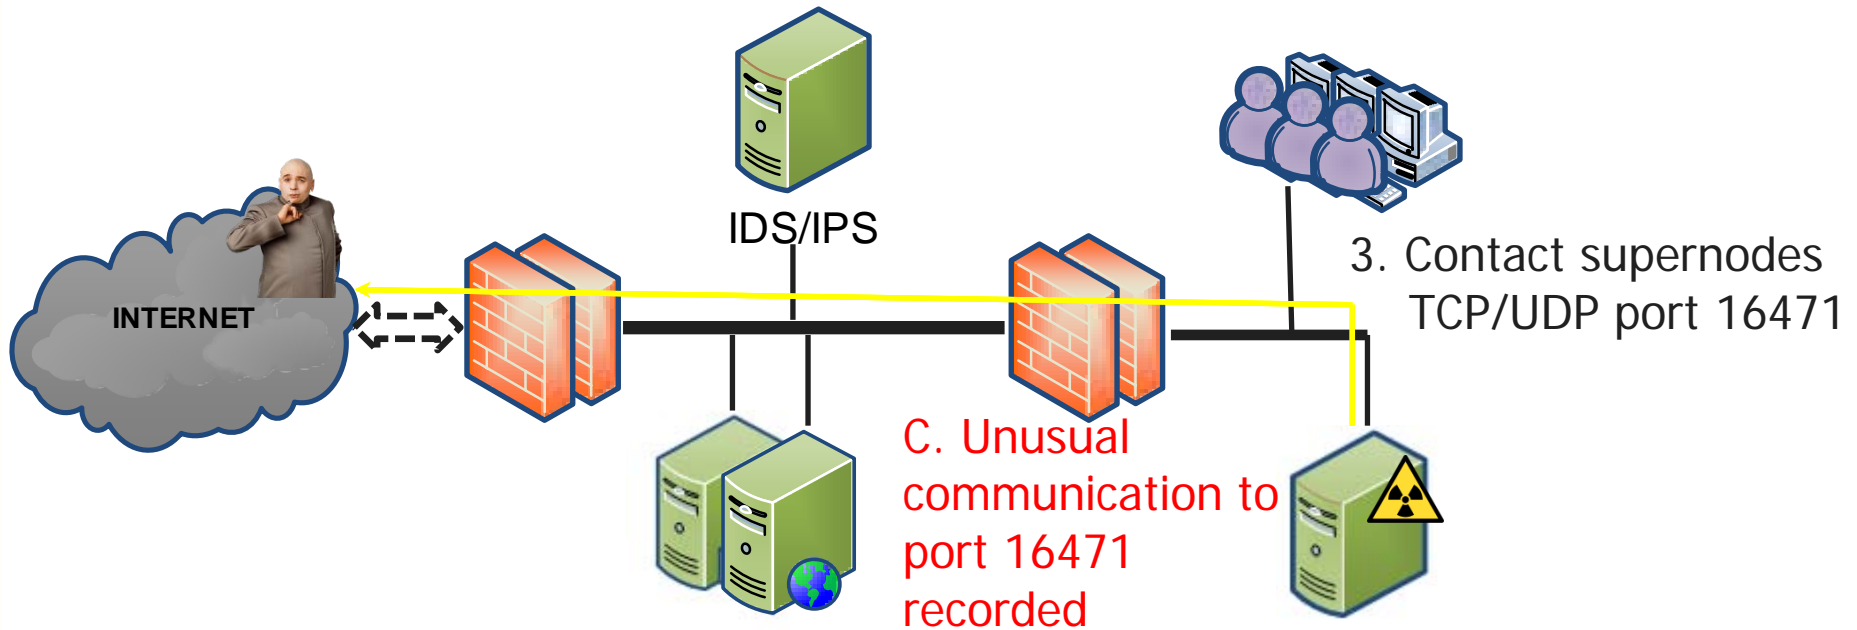 IDS/IPS
INTERNET
3. Contact supernodes
TCP/UDP port 16471
C. Unusual
communication to
port 16471
recorded